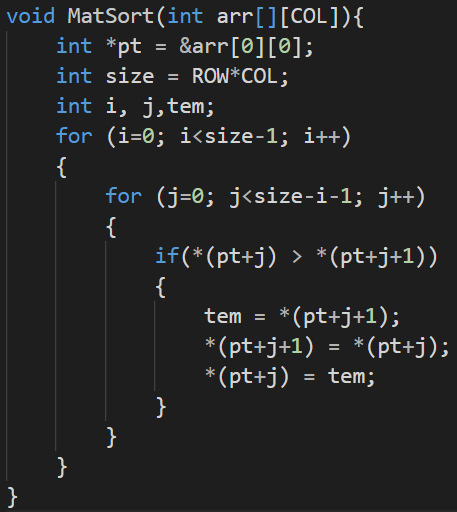 void MatSort(int arr[][COL]){
    int *pt = &arr[0][0];
    int size = ROW*COL;
    int i, j,tem;
    for (i=0; i<size-1; i++)
    {
        for (j=0; j<size-i-1; j++)
        {
            if(*(pt+j) > *(pt+j+1))
            {
                tem = *(pt+j+1);
                *(pt+j+1) = *(pt+j);
                *(pt+j) = tem;
            }
        }
    }
}